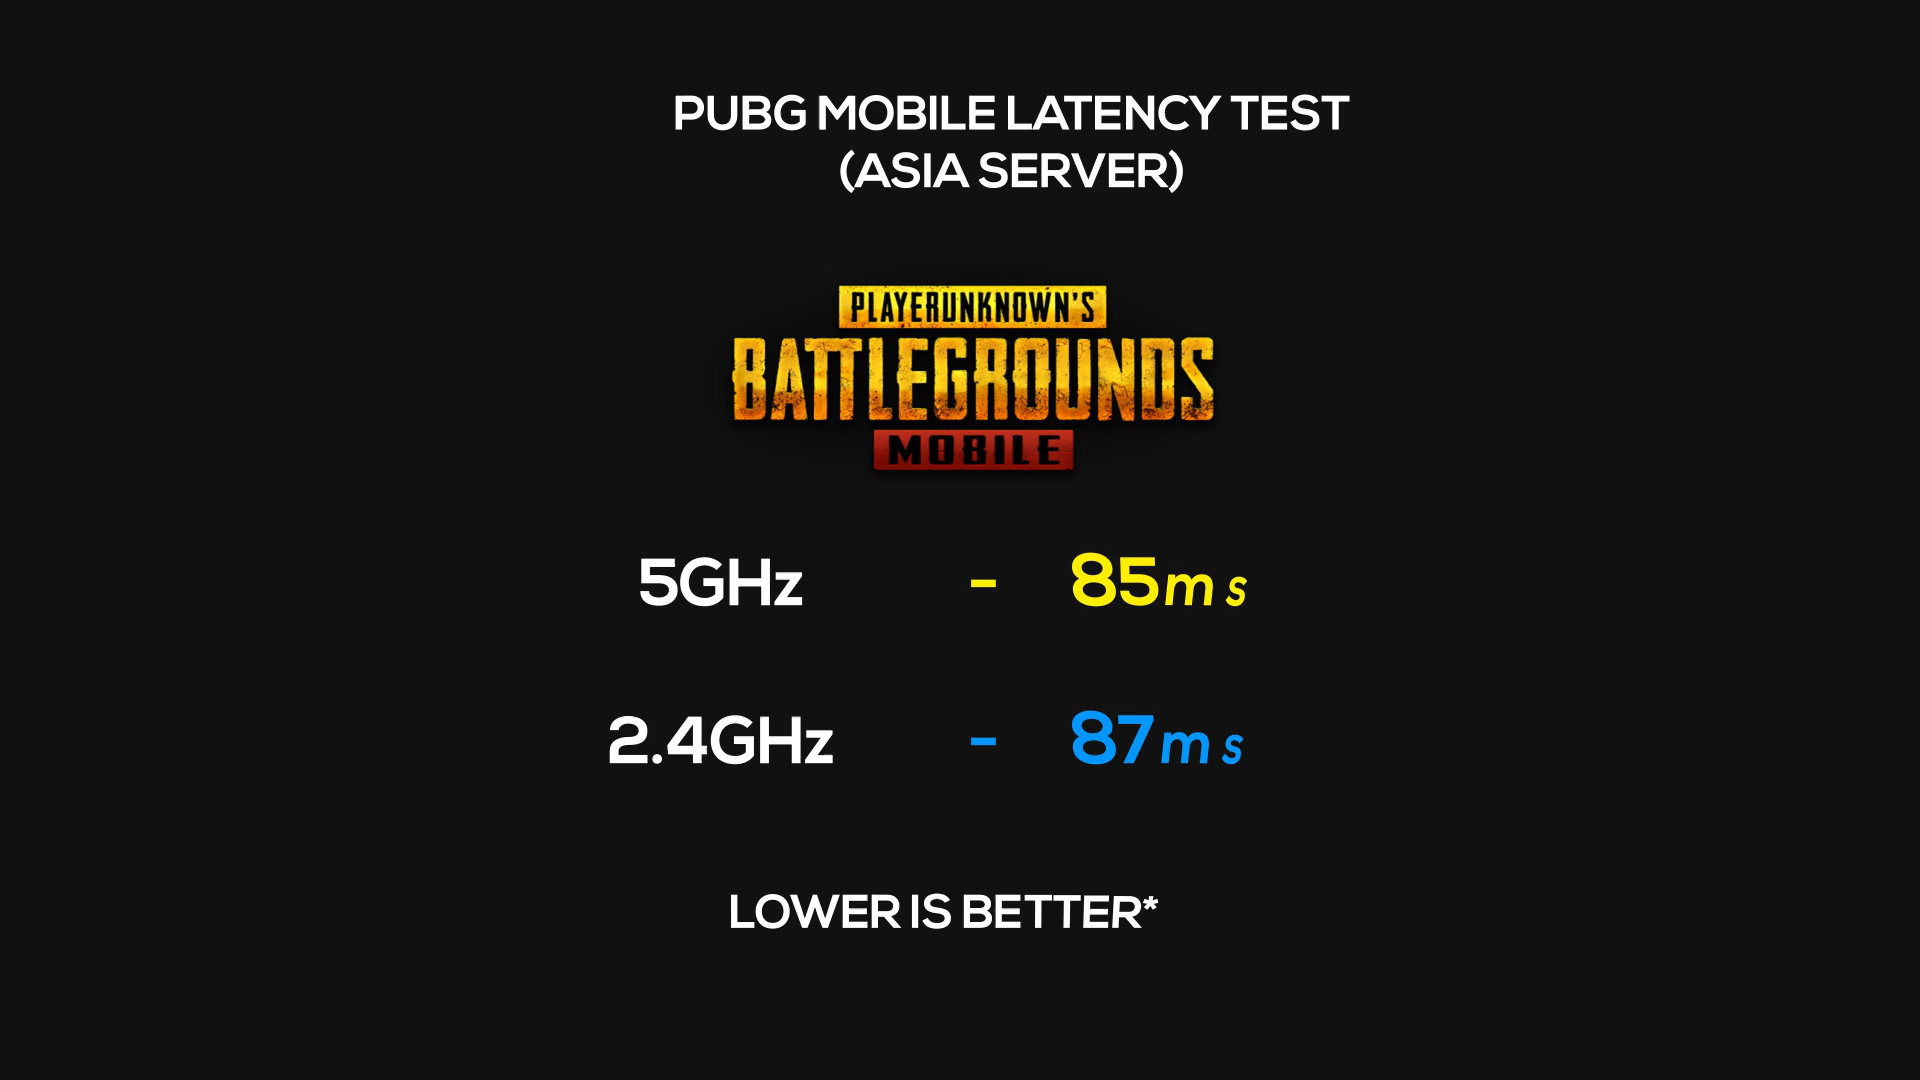 PUBG MOBILE LATENCY TEST
(ASIA SERVER)
PLAYERUNKNOWN'S
BATTLEGROUNDS
MOBILE
5GHz - 85ms
2.4GHz - 87ms
LOWER IS BETTER*